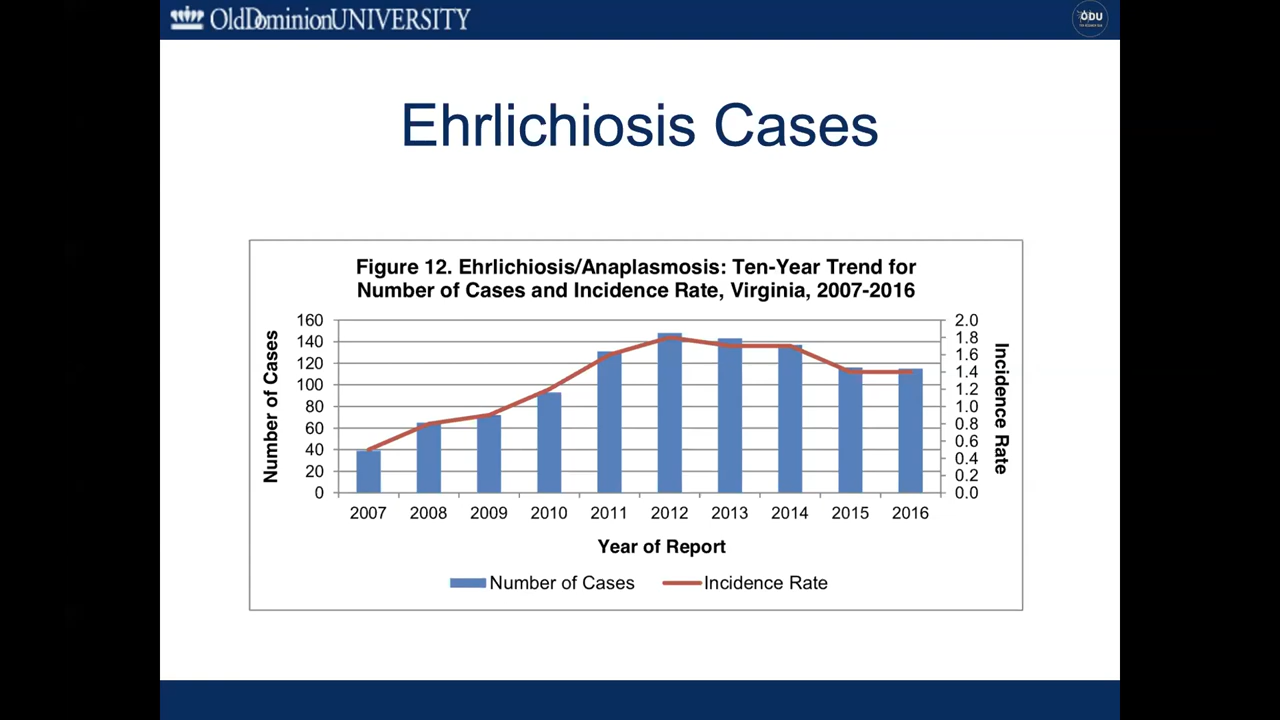 OldDominionUNIVERSITY
ODU
Ehrlichiosis Cases
Figure 12. Ehrlichiosis/Anaplasmosis: Ten-Year Trend for
Number of Cases and Incidence Rate, Virginia, 2007-2016
Number of Cases
160
140
120
100
80
60
40
20
0
2.0
1.8
1.6
1.4
1.2
1.0
0.8
0.6
0.4
0.2
0.0
Incidence Rate
2007 2008 2009 2010 2011 2012 2013 2014 2015 2016
Year of Report
Number of Cases Incidence Rate